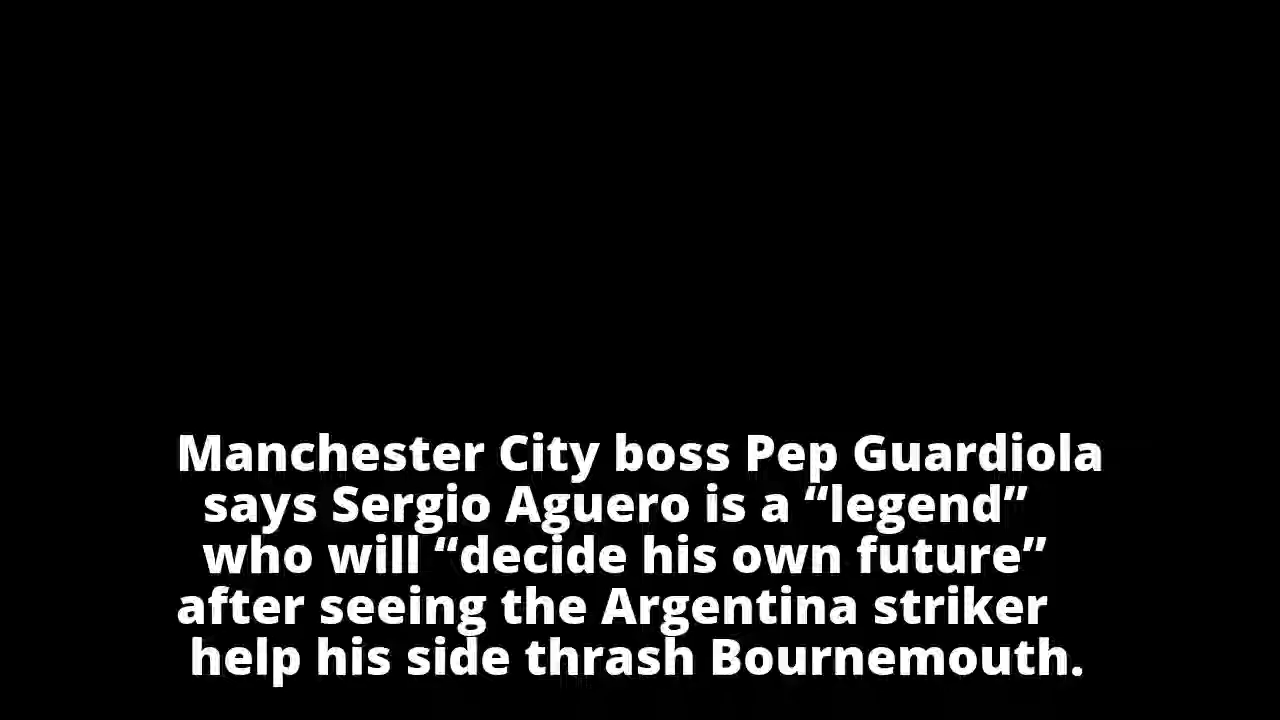 Manchester City boss Pep Guardiola
says Sergio Aguero is a “legend”
who will “decide his own future”
after seeing the Argentina striker
help his side thrash Bournemouth.